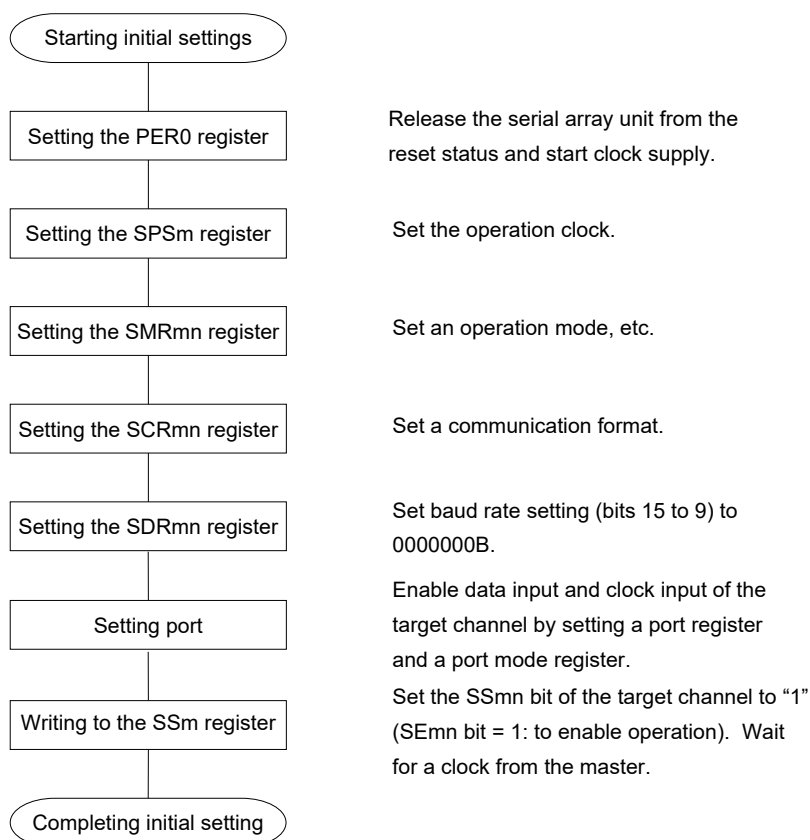 Starting initial settings
Setting the PER0 register
Release the serial array unit from the
reset status and start clock supply.
Setting the SPSm register
Set the operation clock.
Setting the SMRmn register
Set an operation mode, etc.
Setting the SCRmn register
Set a communication format.
Setting the SDRmn register
Set baud rate setting (bits 15 to 9) to
0000000B.
Setting port
Enable data input and clock input of the
target channel by setting a port register
and a port mode register.
Writing to the SSm register
Set the SSmn bit of the target channel to “1”
(SEmn bit = 1: to enable operation).  Wait
for a clock from the master.
Completing initial setting